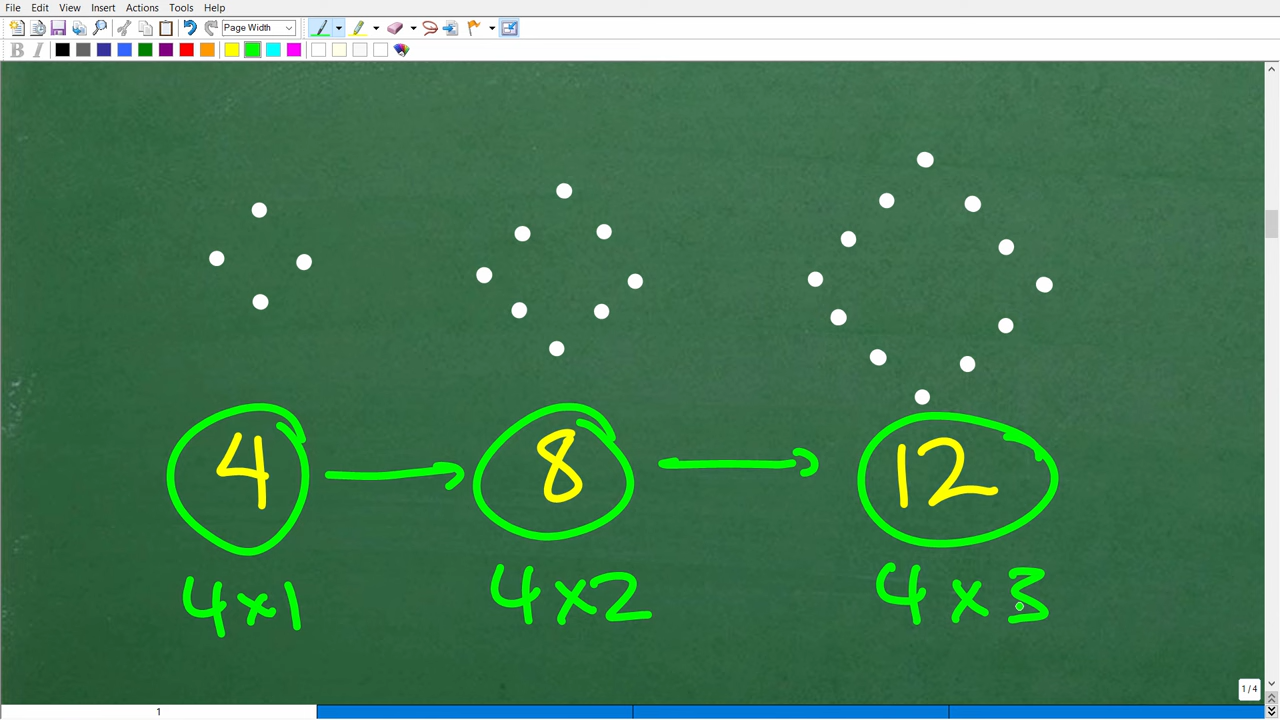 File Edit View Insert Actions Tools Help
Page Width
B I
4 8 12
4x1 4x2 4x3
1/4
1